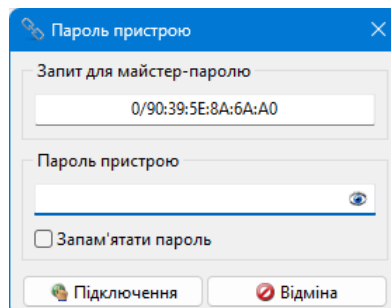 Пароль пристрою
Запит для майстер-паролю
0/90:39:5E:8A:6A:A0
Пароль пристрою
Запам'ятати пароль
Підключення
Відміна